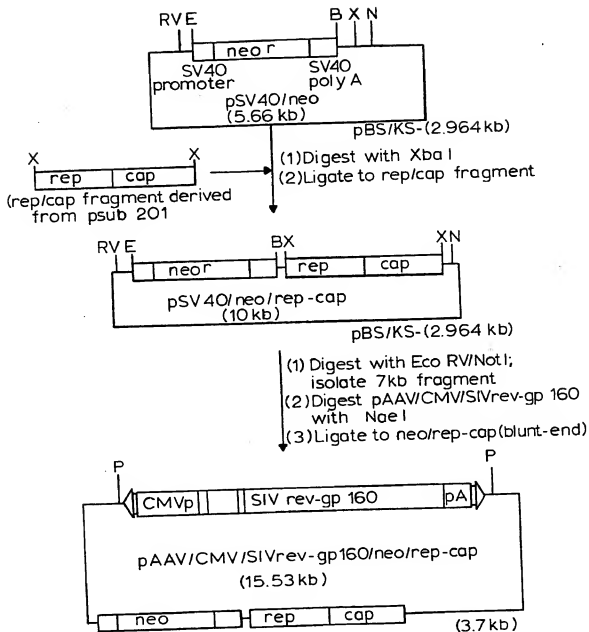 RV E
B X N
neo r
SV40 promoter
SV40 poly A
pSV40/neo
(5.66 kb)
pBS/KS-(2.964 kb)
X
X
rep
cap
(rep/cap fragment derived
from psub 201
(1) Digest with Xba I
(2) Ligate to rep/cap fragment
RV E
BX
XN
neo r
rep
cap
pSV 40/neo/rep-cap
(10 kb)
pBS/KS-(2.964 kb)
(1) Digest with Eco RV/Not I;
isolate 7kb fragment
(2) Digest pAAV/CMV/SIVrev-gp 160
with Nae I
(3) Ligate to neo/rep-cap(blunt-end)
P
P
CMVp
SIV rev-gp 160
pA
pAAV/CMV/SIVrev-gp160/neo/rep-cap
(15.53 kb)
neo
rep
cap
(3.7 kb)